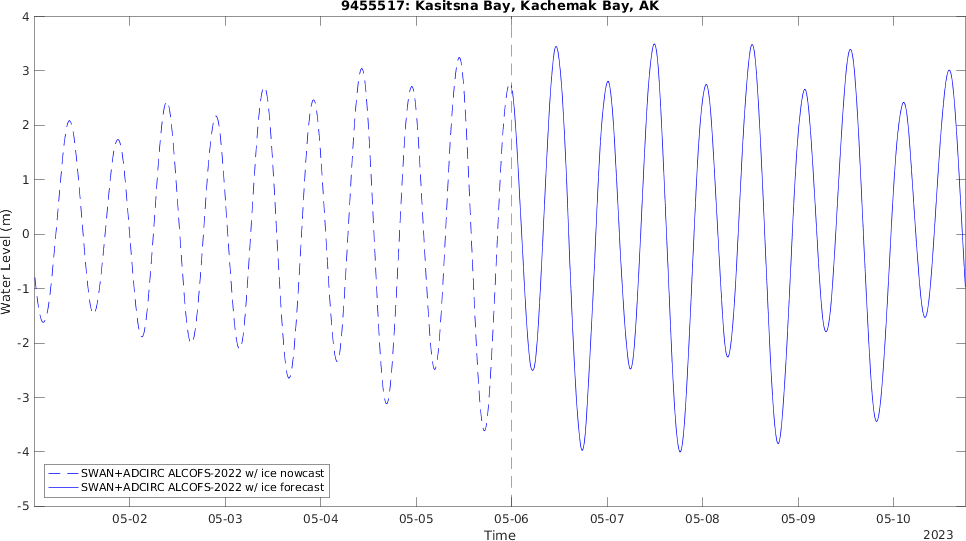 9455517: Kasitsna Bay, Kachemak Bay, AK
4
3
2
1
0
-1
-2
-3
-4
-5
Water Level (m)
SWAN+ADCIRC ALCOFS-2022 w/ ice nowcast
SWAN+ADCIRC ALCOFS-2022 w/ ice forecast
05-02 05-03 05-04 05-05 05-06 05-07 05-08 05-09 05-10
Time
2023